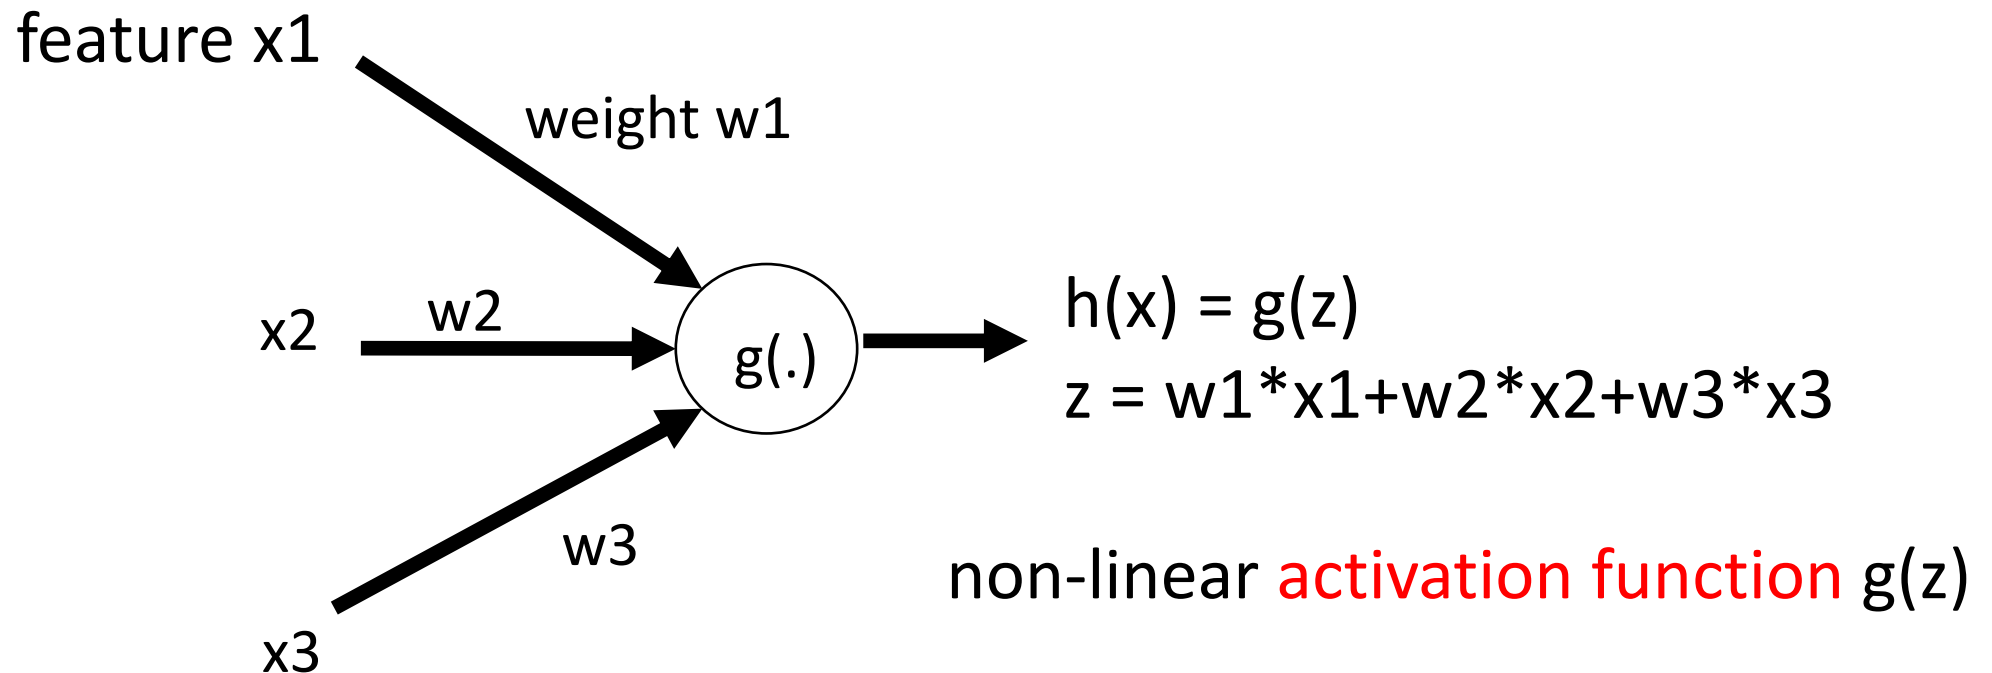 feature x1
weight w1
x2
w2
g(.)
h(x) = g(z)
z = w1*x1+w2*x2+w3*x3
w3
x3
non-linear activation function g(z)